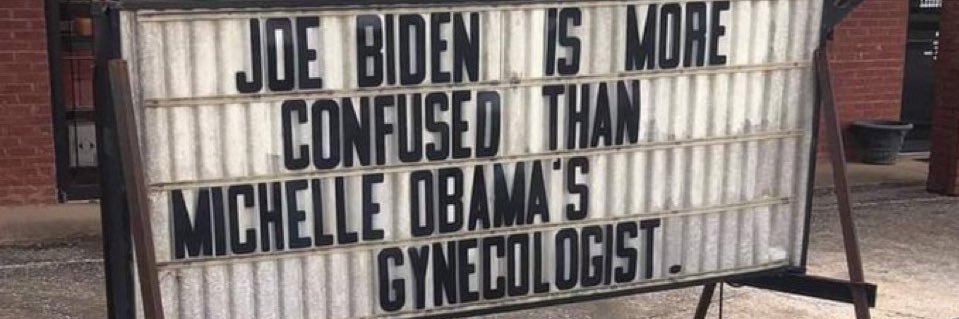 JOE BIDEN IS MORE
CONFUSED THAN
MICHELLE OBAMA'S
GYNECOLOGIST.